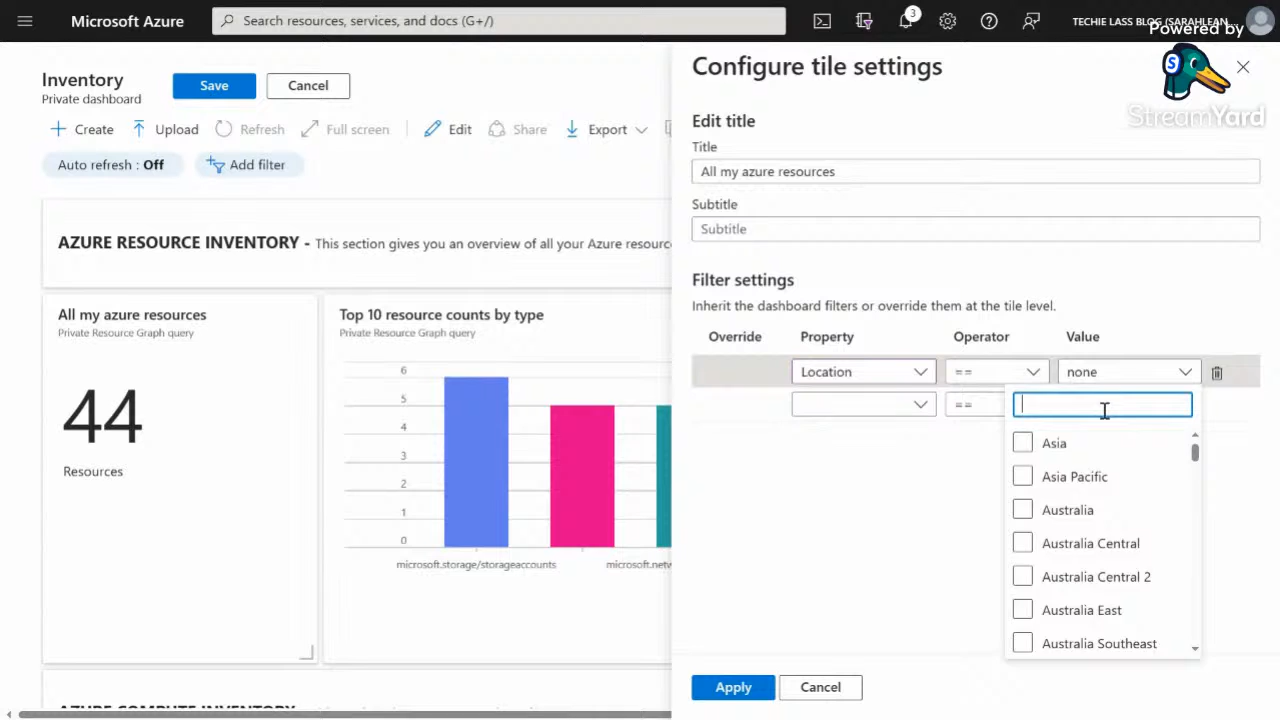 Microsoft Azure
Search resources, services, and docs (G+/)
3
TECHIE LASS BLOG (SARAHLEAN...
Powered by
StreamYard
Inventory
Private dashboard
Save
Cancel
Create
Upload
Refresh
Full screen
Edit
Share
Export
Auto refresh : Off
Add filter
AZURE RESOURCE INVENTORY - This section gives you an overview of all your Azure resourc
All my azure resources
Private Resource Graph query
44
Resources
Top 10 resource counts by type
Private Resource Graph query
6
5
4
3
2
1
0
microsoft.storage/storageaccounts
microsoft.netw
AZURE COMPUTE INVENTORY
Configure tile settings
Edit title
Title
All my azure resources
Subtitle
Subtitle
Filter settings
Inherit the dashboard filters or override them at the tile level.
Override
Property
Operator
Value
Location
==
none
==
Asia
Asia Pacific
Australia
Australia Central
Australia Central 2
Australia East
Australia Southeast
Apply
Cancel